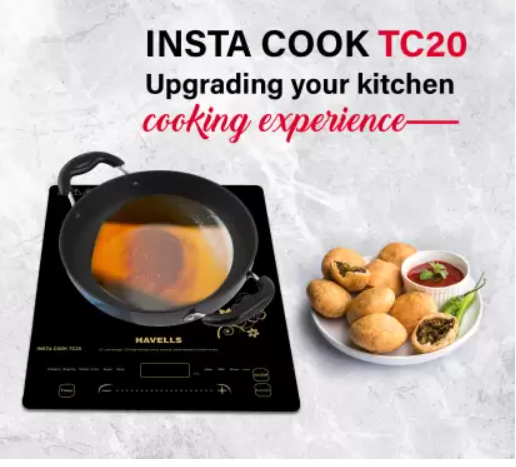 INSTA COOK TC20
Upgrading your kitchen
cooking experience
HAVELLS
INSTA COOK TC20